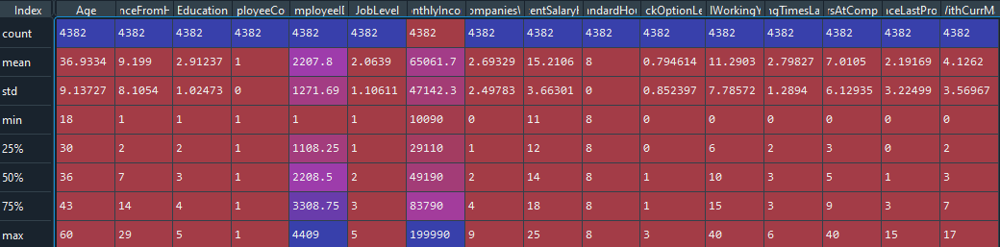 Index Age nceFromH Education ployeeCo mployeeI JobLevel nthlyInco ompanies\ entSalary ndardHou ckOptionLe lWorkingY ngTimesLa rsAtComp nceLastPro VithCurrM
count 4382 4382 4382 4382 4382 4382 4382 4382 4382 4382 4382 4382 4382 4382 4382 4382
mean 36.9334 9.199 2.91237 1 2207.8 2.0639 65061.7 2.69329 15.2106 8 0.794614 11.2903 2.79827 7.0105 2.19169 4.1262
std 9.13727 8.1054 1.02473 0 1271.69 1.10611 47142.3 2.49783 3.66301 0 0.852397 7.78572 1.2894 6.12935 3.22499 3.56967
min 18 1 1 1 1 1 10090 0 11 8 0 0 0 0 0 0
25% 30 2 2 1 1108.25 1 29110 1 12 8 0 6 2 3 0 2
50% 36 7 3 1 2208.5 2 49190 2 14 8 1 10 3 5 1 3
75% 43 14 4 1 3308.75 3 83790 4 18 8 1 15 3 9 3 7
max 60 29 5 1 4409 5 199990 9 25 8 3 40 6 40 15 17